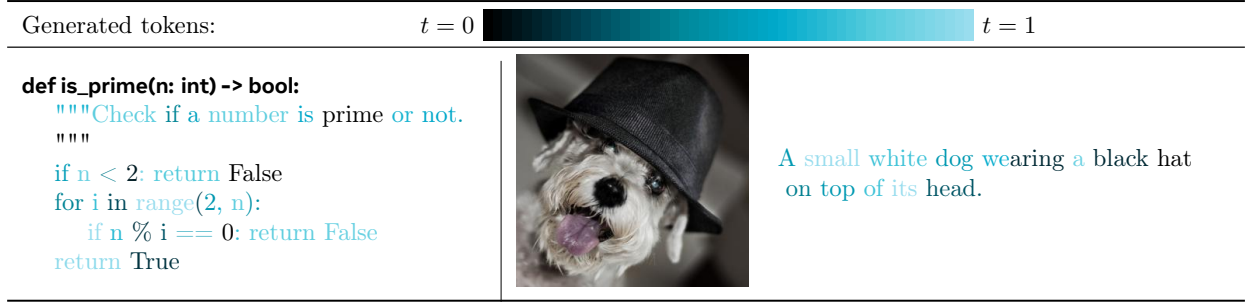 Generated tokens: t = 0 t = 1
def is_prime(n: int) -> bool:
"""Check if a number is prime or not.
"""
if n < 2: return False
for i in range(2, n):
if n % i == 0: return False
return True
A small white dog wearing a black hat
on top of its head.